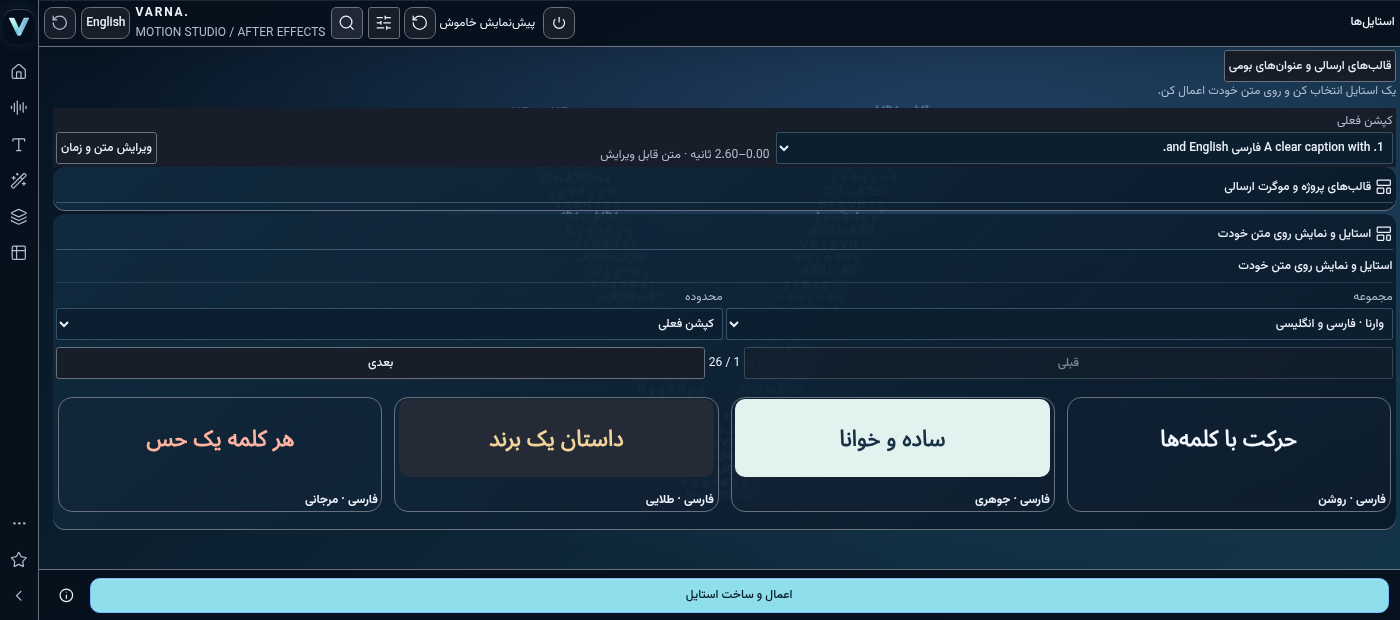 استایل‌ها
پیش‌نمایش خاموش
English
VARNA.
MOTION STUDIO / AFTER EFFECTS
قالب‌های ارسالی و عنوان‌های بومی
یک استایل انتخاب کن و روی متن خودت اعمال کن.
کپشن فعلی
1. A clear caption with فارسی and English.
0.00–2.60 ثانیه · متن قابل ویرایش
ویرایش متن و زمان
قالب‌های پروژه و موگرت ارسالی
استایل و نمایش روی متن خودت
استایل و نمایش روی متن خودت
مجموعه
محدوده
وارنا · فارسی و انگلیسی
کپشن فعلی
قبلی
1 / 26
بعدی
حرکت با کلمه‌ها
ساده و خوانا
داستان یک برند
هر کلمه یک حس
فارسی · روشن
فارسی · جوهری
فارسی · طلایی
فارسی · مرجانی
اعمال و ساخت استایل